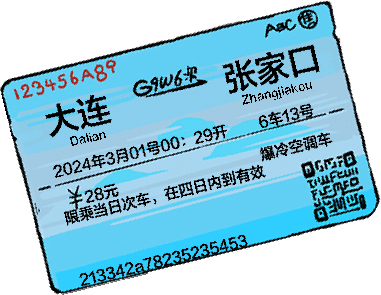 ABC 售
123456A89
G9W6次
大连 张家口
Dalian Zhangjiakou
2024年3月01号00：29开 6车13号
￥28元 爆冷空调车
限乘当日次车，在四日内到有效
213342a78235235453